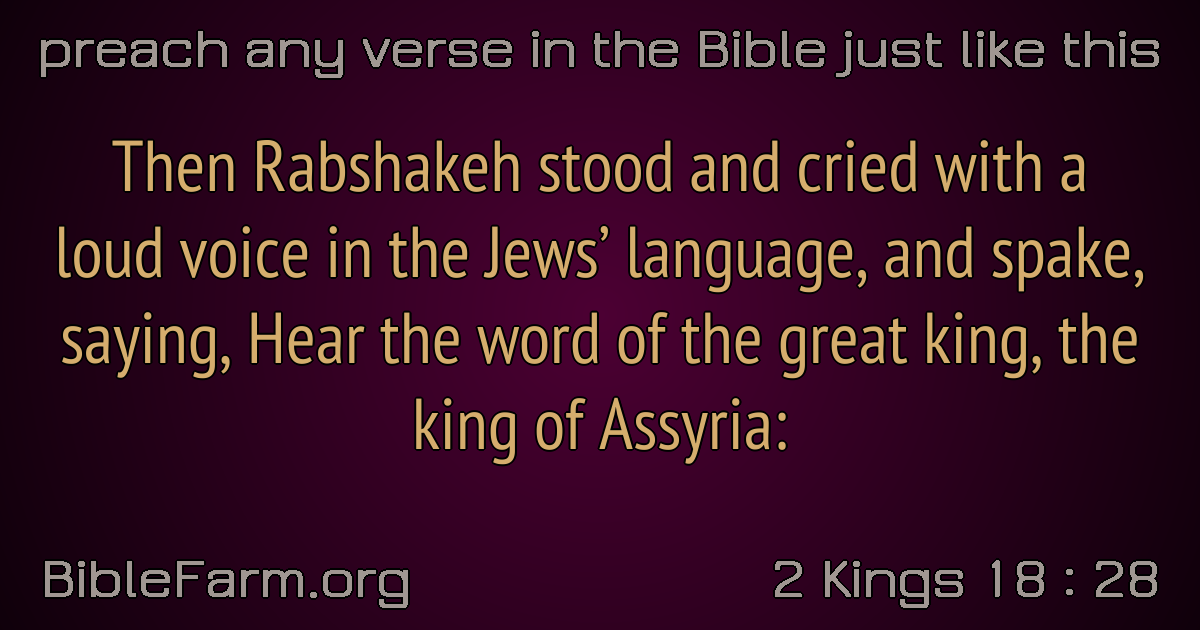 preach any verse in the Bible just like this
Then Rabshakeh stood and cried with a
loud voice in the Jews’ language, and spake,
saying, Hear the word of the great king, the
king of Assyria:
BibleFarm.org
2 Kings 18 : 28